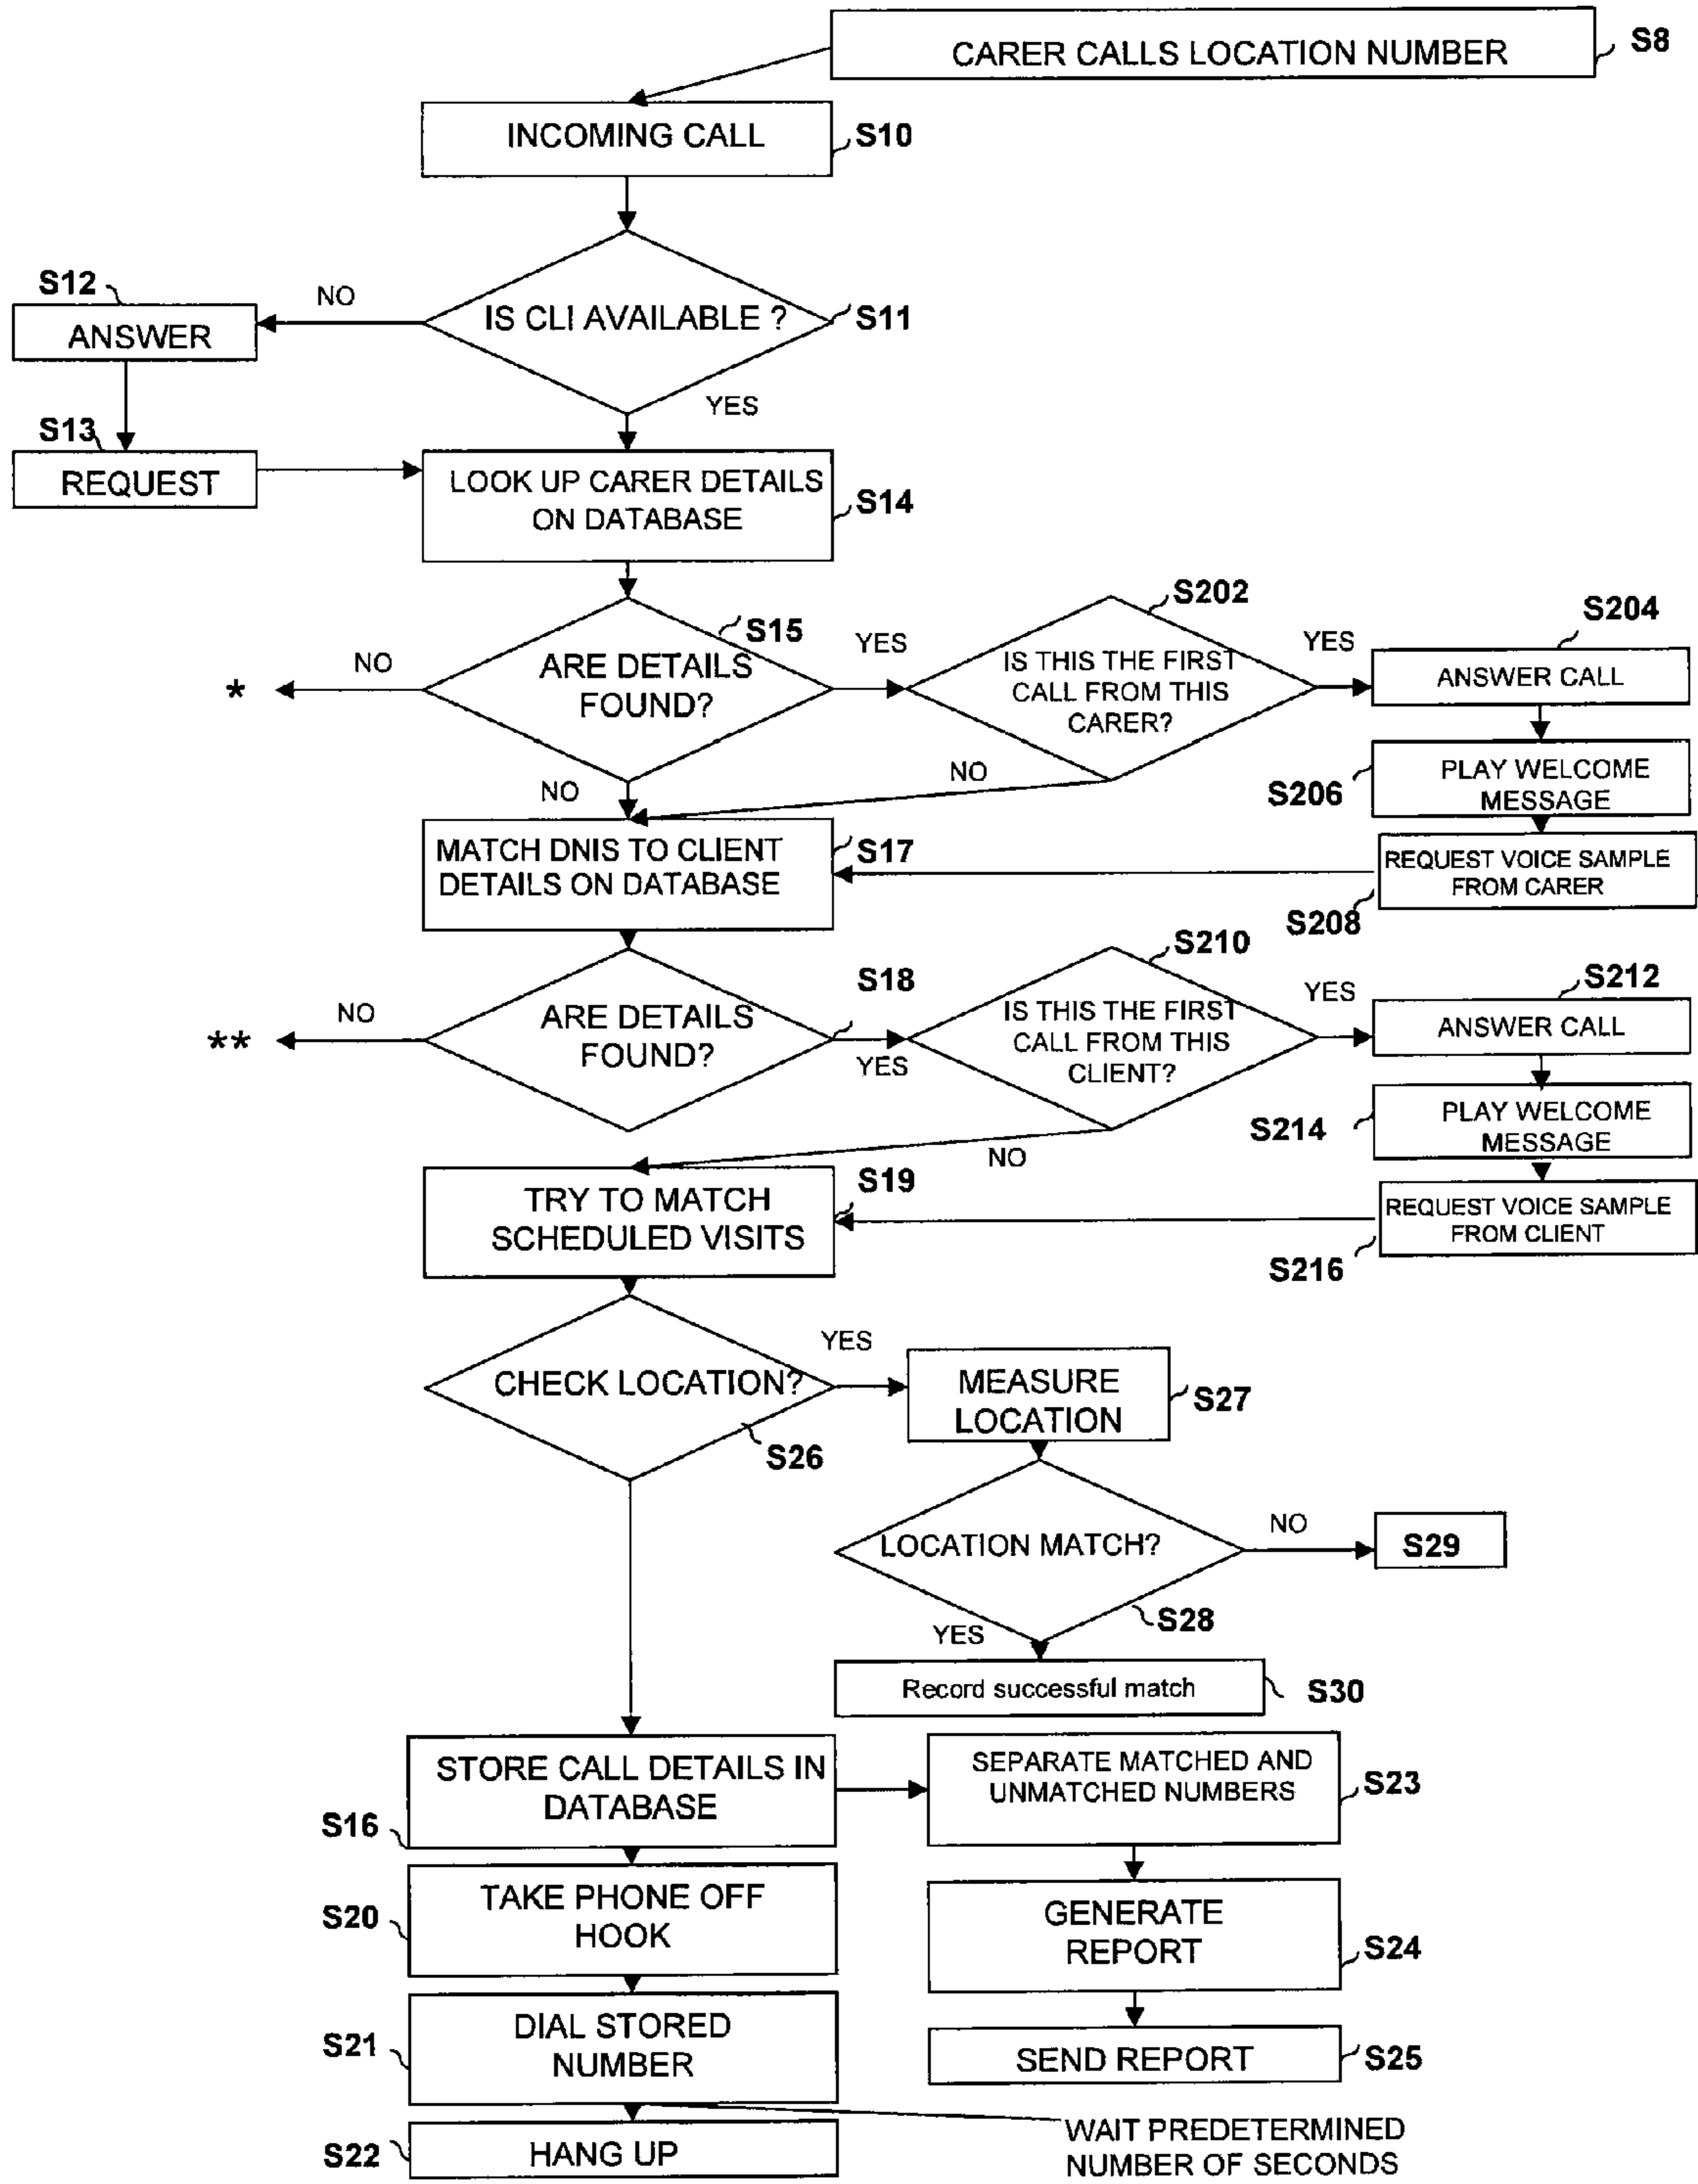 CARER CALLS LOCATION NUMBER
S8
INCOMING CALL
S10
S12
NO
IS CLI AVAILABLE ?
S11
ANSWER
YES
S13
REQUEST
LOOK UP CARER DETAILS
ON DATABASE
S14
S202
S204
S15
NO
YES
YES
*
ARE DETAILS
FOUND?
IS THIS THE FIRST
CALL FROM THIS
CARER?
ANSWER CALL
NO
NO
S206
PLAY WELCOME
MESSAGE
MATCH DNIS TO CLIENT
DETAILS ON DATABASE
S17
REQUEST VOICE SAMPLE
FROM CARER
S208
S210
S18
S212
NO
YES
**
ARE DETAILS
FOUND?
YES
IS THIS THE FIRST
CALL FROM THIS
CLIENT?
ANSWER CALL
S214
PLAY WELCOME
MESSAGE
NO
TRY TO MATCH
SCHEDULED VISITS
S19
REQUEST VOICE SAMPLE
FROM CLIENT
S216
YES
CHECK LOCATION?
S26
MEASURE
LOCATION
S27
LOCATION MATCH?
NO
S29
S28
YES
Record successful match
S30
STORE CALL DETAILS IN
DATABASE
S16
SEPARATE MATCHED AND
UNMATCHED NUMBERS
S23
TAKE PHONE OFF
HOOK
S20
GENERATE
REPORT
S24
DIAL STORED
NUMBER
S21
SEND REPORT
S25
HANG UP
S22
WAIT PREDETERMINED
NUMBER OF SECONDS